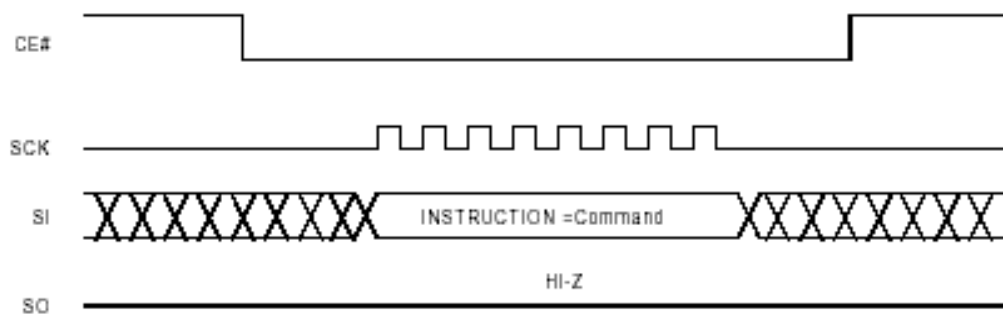 CE#
SCK
SI
INSTRUCTION =Command
HI-Z
SO